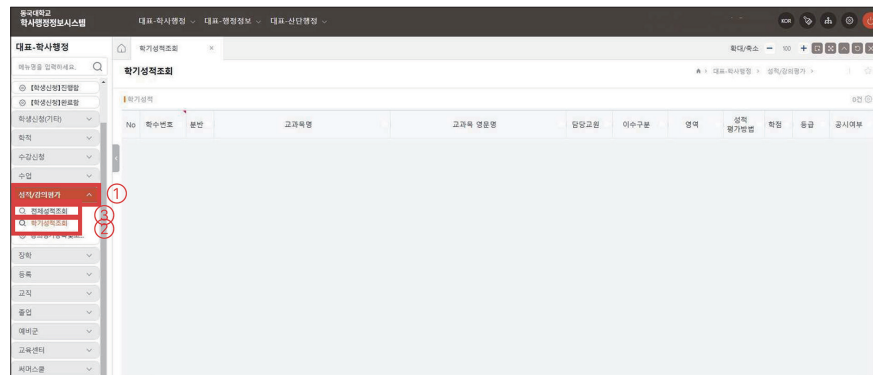 동국대학교
학사행정정보시스템
대표-학사행정 대표-행정정보 대표-산단행정
KOR
대표-학사행정
학기성적조회 ×
확대/축소 - 100 +
메뉴명을 입력하세요.
학기성적조회
대표-학사행정 > 성적/강의평가 >
[학생신청]진행함
[학생신청]완료함
학생신청(기타)
학적
수강신청
수업
성적/강의평가 ①
전체성적조회 ③
학기성적조회 ②
장학
등록
교직
졸업
예비군
교육센터
써머스쿨
학기성적
0건
No 학수번호 분반 교과목명 교과목 영문명 담당교원 이수구분 영역 성적 평가방법 학점 등급 공시여부